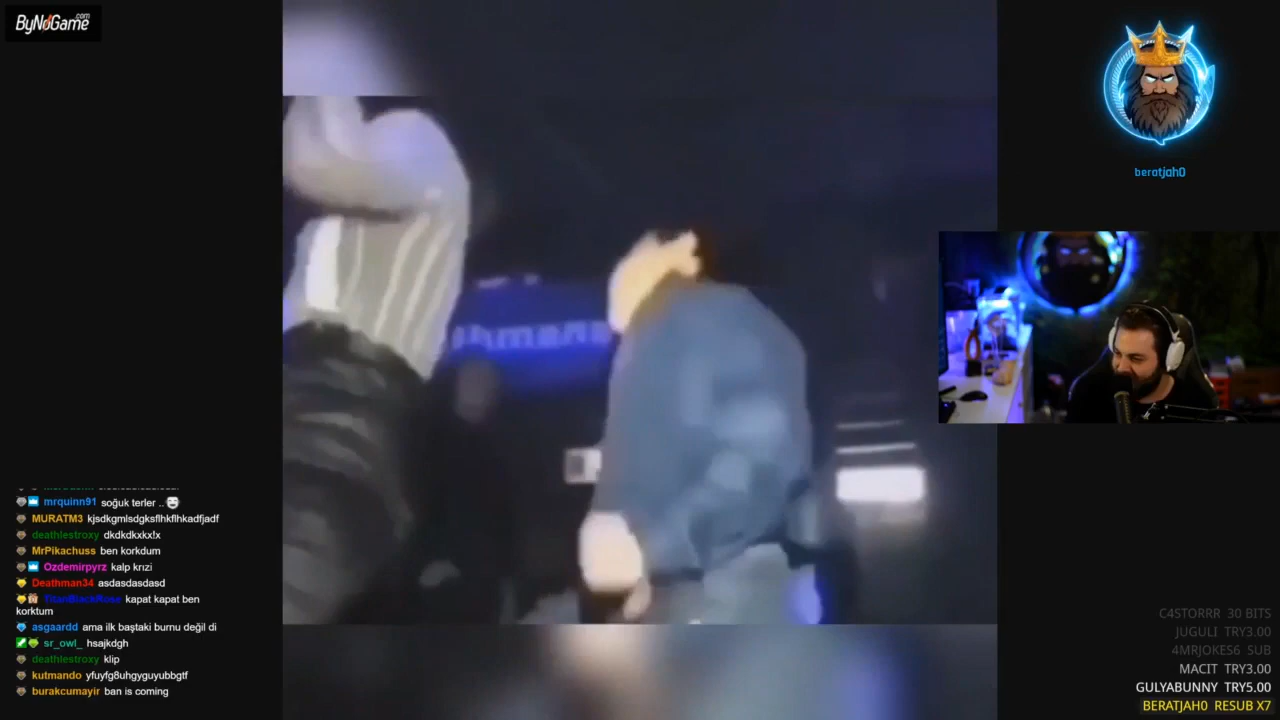 ByNoGame.com
beratjah0
mrquinn91 soğuk terler ..
MURATM3 kjsdkgmlsdgksflhkflhkadfjadf
deathlestroxy dkdkdkxkx!x
MrPikachuss ben korkdum
Ozdemirpyrz kalp krızi
Deathman34 asdasdasdasd
kapat kapat ben
korktum
asgaardd ama ilk baştaki burnu değil di
sr_owl_ hsajkdgh
deathlestroxy klip
kutmando yfuyfg8uhgyguyubbgtf
burakcumayir ban is coming
C4STORRR 30 BITS
JUGULI TRY3.00
4MRJOKES6 SUB
MACIT TRY3.00
GULYABUNNY TRY5.00
BERATJAH0 RESUB X7